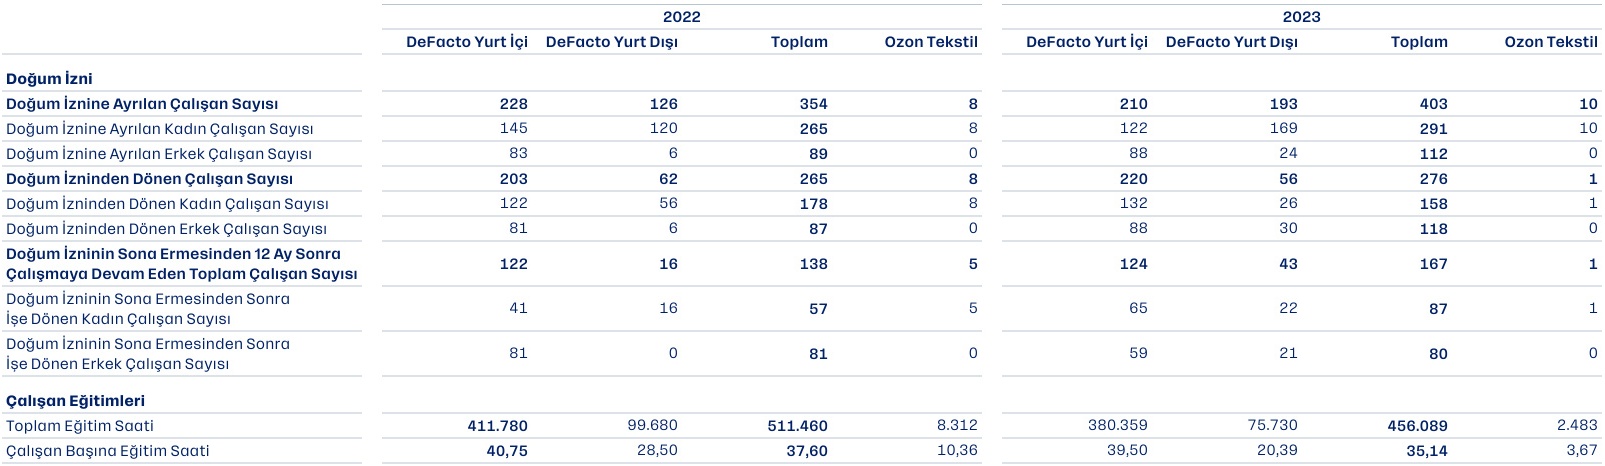 2022 2023
DeFacto Yurt İçi DeFacto Yurt Dışı Toplam Ozon Tekstil DeFacto Yurt İçi DeFacto Yurt Dışı Toplam Ozon Tekstil
Doğum İzni
Doğum İznine Ayrılan Çalışan Sayısı 228 126 354 8 210 193 403 10
Doğum İznine Ayrılan Kadın Çalışan Sayısı 145 120 265 8 122 169 291 10
Doğum İznine Ayrılan Erkek Çalışan Sayısı 83 6 89 0 88 24 112 0
Doğum İzninden Dönen Çalışan Sayısı 203 62 265 8 220 56 276 1
Doğum İzninden Dönen Kadın Çalışan Sayısı 122 56 178 8 132 26 158 1
Doğum İzninden Dönen Erkek Çalışan Sayısı 81 6 87 0 88 30 118 0
Doğum İzninin Sona Ermesinden 12 Ay Sonra
Çalışmaya Devam Eden Toplam Çalışan Sayısı 122 16 138 5 124 43 167 1
Doğum İzninin Sona Ermesinden Sonra
İşe Dönen Kadın Çalışan Sayısı 41 16 57 5 65 22 87 1
Doğum İzninin Sona Ermesinden Sonra
İşe Dönen Erkek Çalışan Sayısı 81 0 81 0 59 21 80 0
Çalışan Eğitimleri
Toplam Eğitim Saati 411.780 99.680 511.460 8.312 380.359 75.730 456.089 2.483
Çalışan Başına Eğitim Saati 40,75 28,50 37,60 10,36 39,50 20,39 35,14 3,67